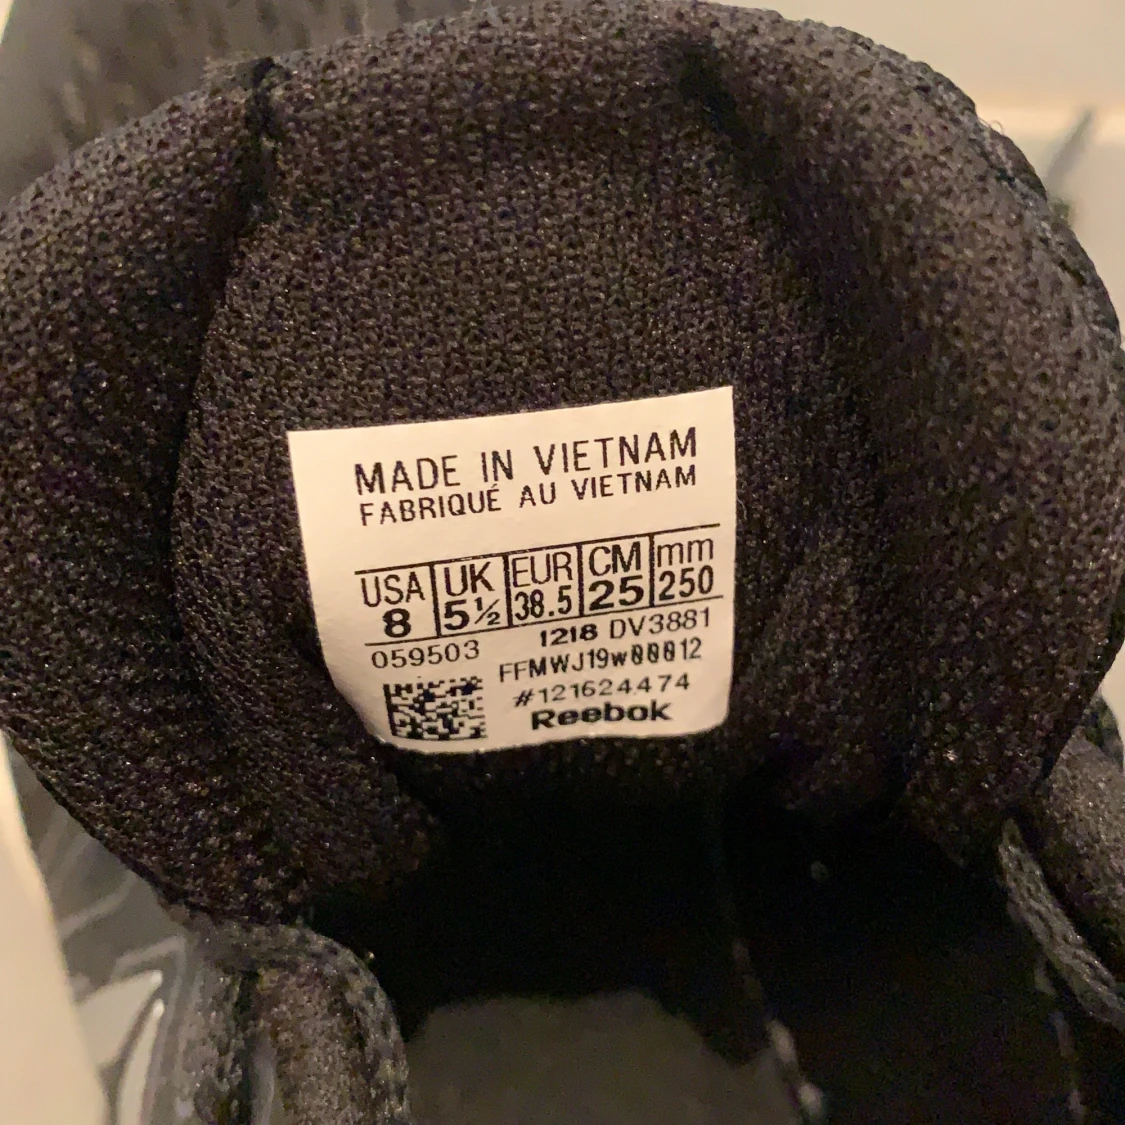 MADE IN VIETNAM
FABRIQUÉ AU VIETNAM
USA UK EUR CM mm
8 5½ 38.5 25 250
059503 1218 DV3881
FFMWJ19w00012
#121624474
Reebok